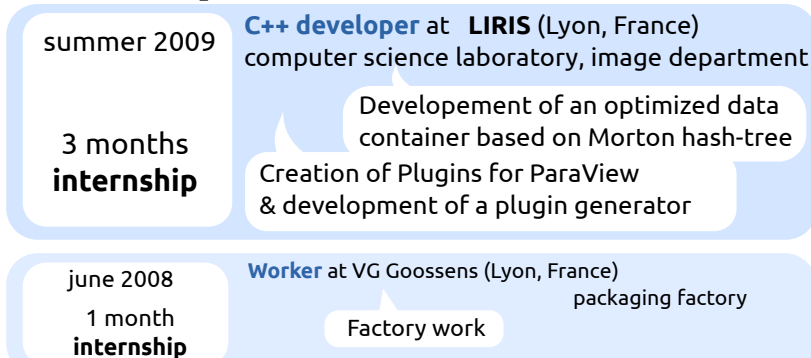 summer 2009
3 months
internship
C++ developer at LIRIS (Lyon, France)
computer science laboratory, image department
Developement of an optimized data
container based on Morton hash-tree
Creation of Plugins for ParaView
& development of a plugin generator
june 2008
1 month
internship
Worker at VG Goossens (Lyon, France)
packaging factory
Factory work